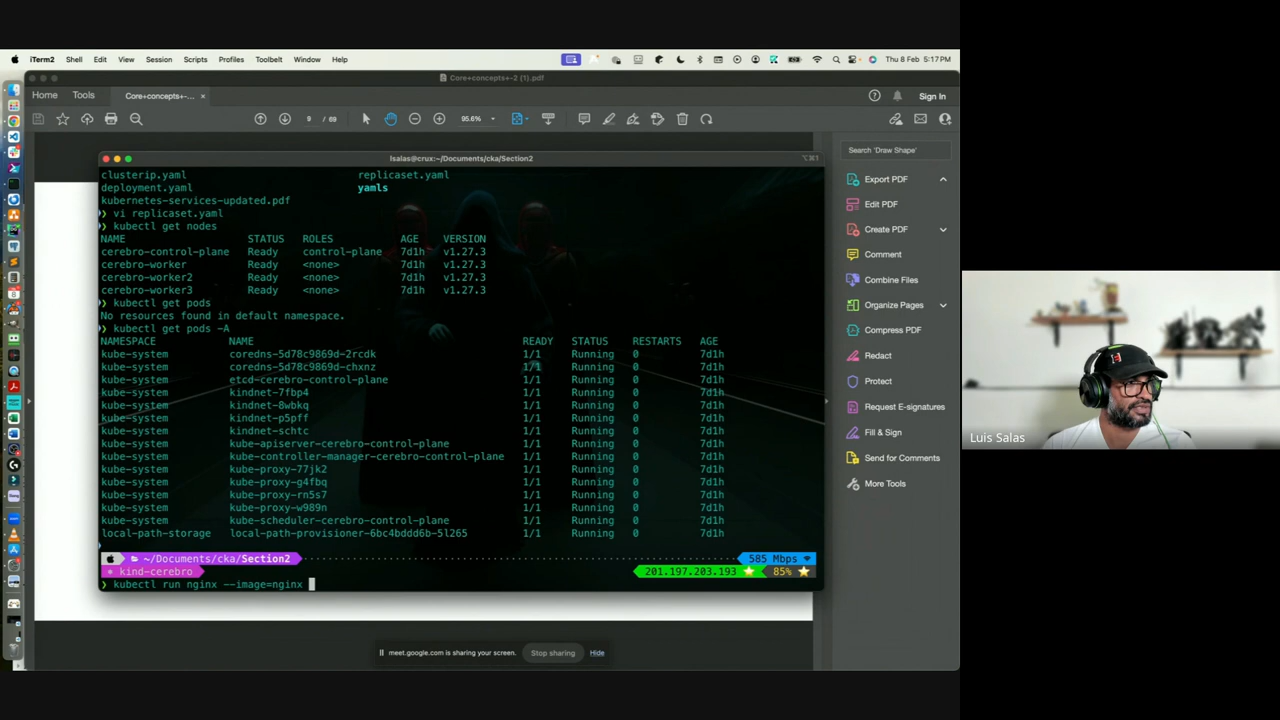 iTerm2 Shell Edit View Session Scripts Profiles Toolbelt Window Help Thu 8 Feb 5:17 PM
Core+concepts+-2 (1).pdf
Home Tools Core+concepts+-... × Sign In
9 / 69 95.6%
Search 'Draw Shape'
Export PDF
Edit PDF
Create PDF
Comment
Combine Files
Organize Pages
Compress PDF
Redact
Protect
Request E-signatures
Fill & Sign
Send for Comments
More Tools
lsalas@crux:~/Documents/cka/Section2
clusterip.yaml replicaset.yaml
deployment.yaml yamls
kubernetes-services-updated.pdf
❯ vi replicaset.yaml
❯ kubectl get nodes
NAME STATUS ROLES AGE VERSION
cerebro-control-plane Ready control-plane 7d1h v1.27.3
cerebro-worker Ready <none> 7d1h v1.27.3
cerebro-worker2 Ready <none> 7d1h v1.27.3
cerebro-worker3 Ready <none> 7d1h v1.27.3
❯ kubectl get pods
No resources found in default namespace.
❯ kubectl get pods -A
NAMESPACE NAME READY STATUS RESTARTS AGE
kube-system coredns-5d78c9869d-2rcdk 1/1 Running 0 7d1h
kube-system coredns-5d78c9869d-chxnz 1/1 Running 0 7d1h
kube-system etcd-cerebro-control-plane 1/1 Running 0 7d1h
kube-system kindnet-7fbp4 1/1 Running 0 7d1h
kube-system kindnet-8wbkq 1/1 Running 0 7d1h
kube-system kindnet-p5pff 1/1 Running 0 7d1h
kube-system kindnet-schtc 1/1 Running 0 7d1h
kube-system kube-apiserver-cerebro-control-plane 1/1 Running 0 7d1h
kube-system kube-controller-manager-cerebro-control-plane 1/1 Running 0 7d1h
kube-system kube-proxy-77jk2 1/1 Running 0 7d1h
kube-system kube-proxy-g4fbq 1/1 Running 0 7d1h
kube-system kube-proxy-rn5s7 1/1 Running 0 7d1h
kube-system kube-proxy-w989n 1/1 Running 0 7d1h
kube-system kube-scheduler-cerebro-control-plane 1/1 Running 0 7d1h
local-path-storage local-path-provisioner-6bc4bddd6b-5l265 1/1 Running 0 7d1h
~/Documents/cka/Section2 585 Mbps
kind-cerebro 201.197.203.193 85%
❯ kubectl run nginx --image=nginx
meet.google.com is sharing your screen. Stop sharing Hide
Luis Salas